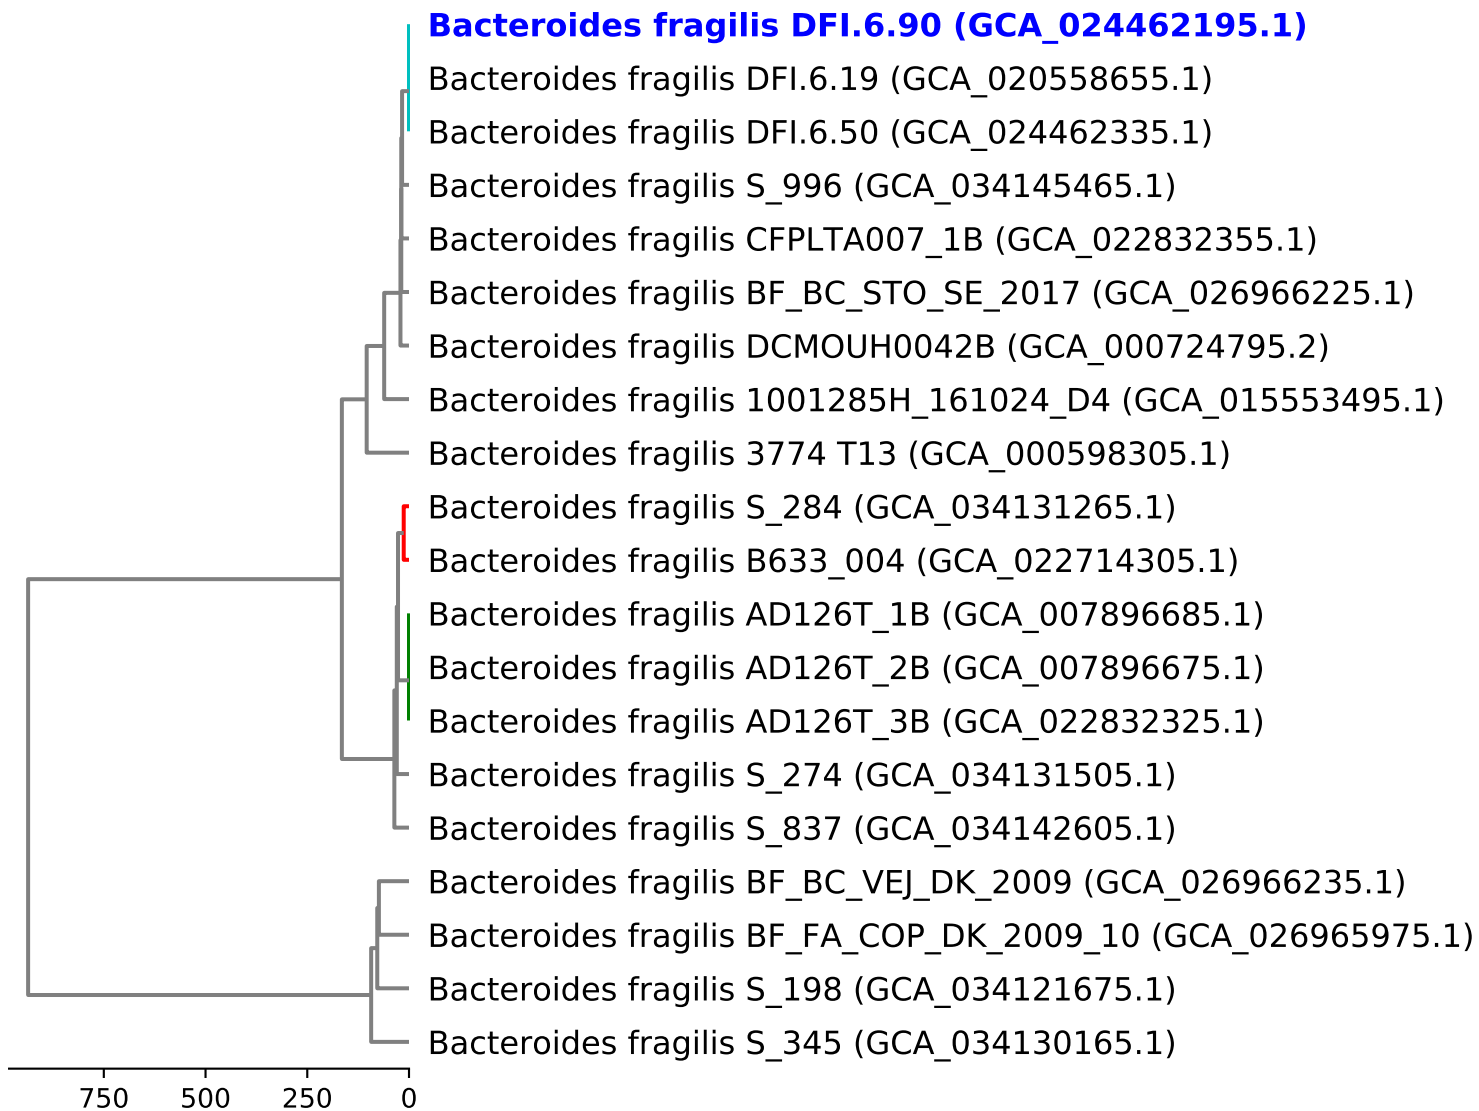 Bacteroides fragilis DFI.6.90 (GCA_024462195.1)
Bacteroides fragilis DFI.6.19 (GCA_020558655.1)
Bacteroides fragilis DFI.6.50 (GCA_024462335.1)
Bacteroides fragilis S_996 (GCA_034145465.1)
Bacteroides fragilis CFPLTA007_1B (GCA_022832355.1)
Bacteroides fragilis BF_BC_STO_SE_2017 (GCA_026966225.1)
Bacteroides fragilis DCMOUH0042B (GCA_000724795.2)
Bacteroides fragilis 1001285H_161024_D4 (GCA_015553495.1)
Bacteroides fragilis 3774 T13 (GCA_000598305.1)
Bacteroides fragilis S_284 (GCA_034131265.1)
Bacteroides fragilis B633_004 (GCA_022714305.1)
Bacteroides fragilis AD126T_1B (GCA_007896685.1)
Bacteroides fragilis AD126T_2B (GCA_007896675.1)
Bacteroides fragilis AD126T_3B (GCA_022832325.1)
Bacteroides fragilis S_274 (GCA_034131505.1)
Bacteroides fragilis S_837 (GCA_034142605.1)
Bacteroides fragilis BF_BC_VEJ_DK_2009 (GCA_026966235.1)
Bacteroides fragilis BF_FA_COP_DK_2009_10 (GCA_026965975.1)
Bacteroides fragilis S_198 (GCA_034121675.1)
Bacteroides fragilis S_345 (GCA_034130165.1)
750 500 250 0